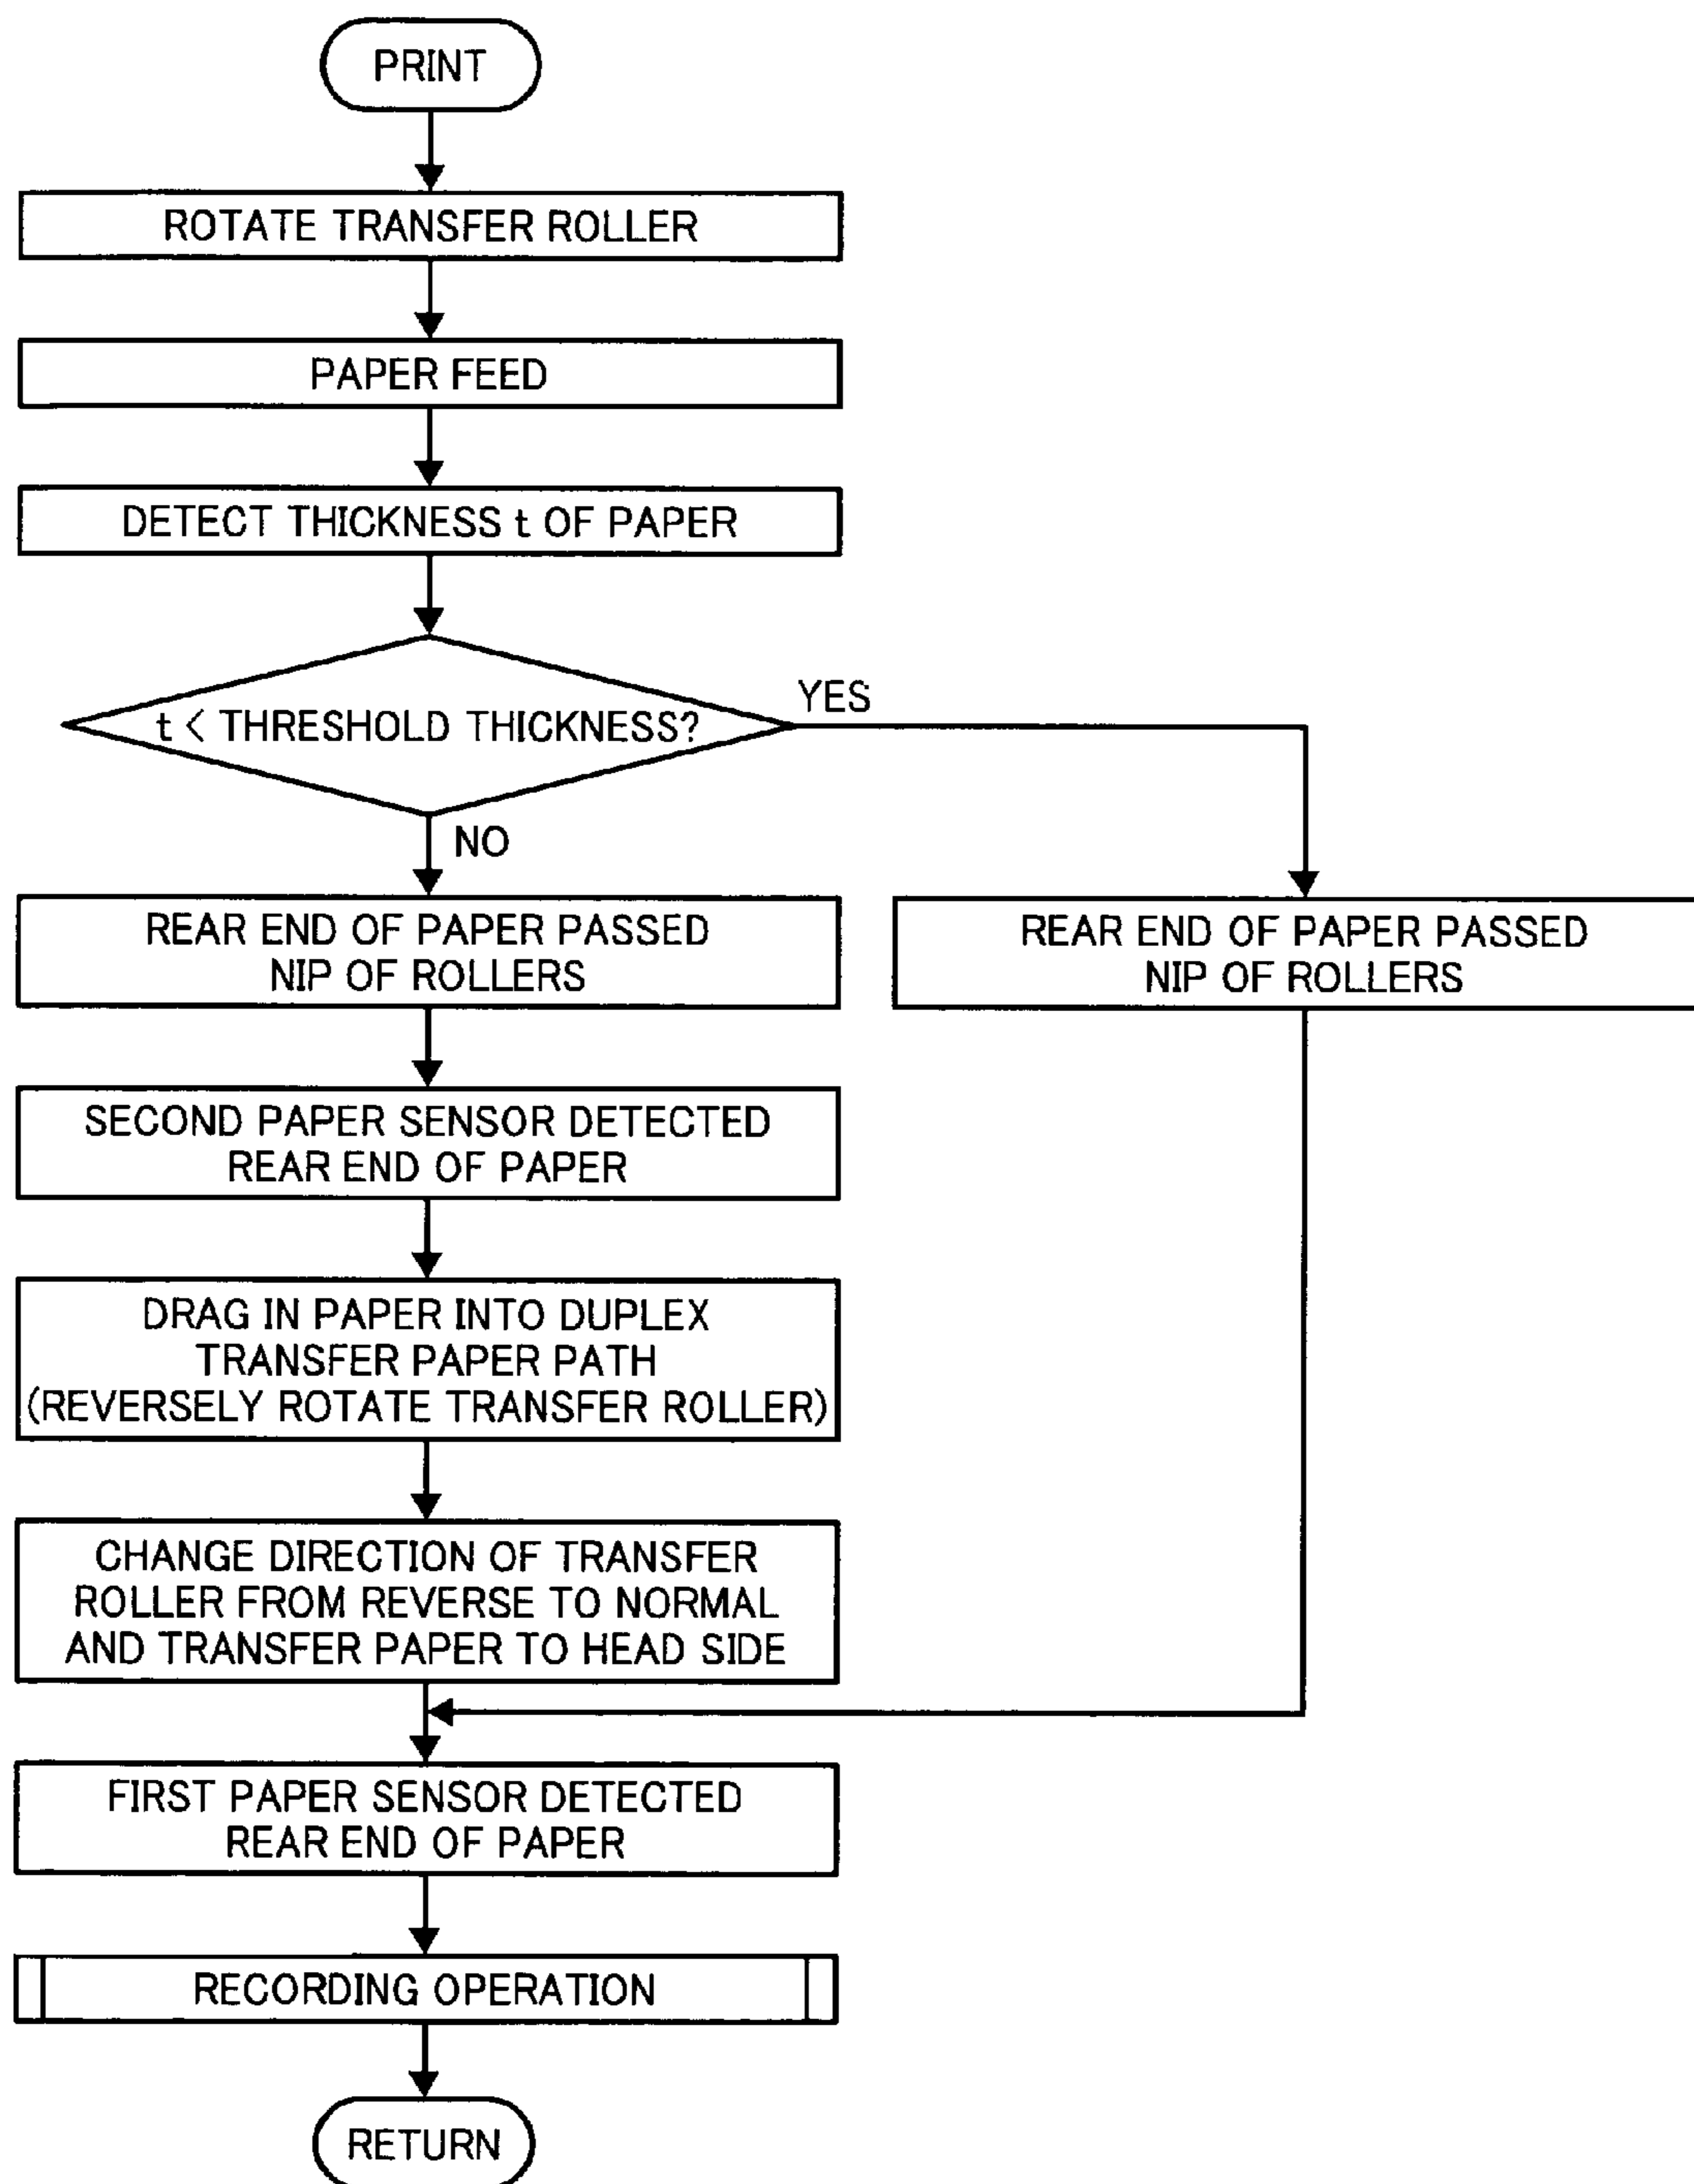 PRINT
ROTATE TRANSFER ROLLER
PAPER FEED
DETECT THICKNESS t OF PAPER
t < THRESHOLD THICKNESS?
YES
NO
REAR END OF PAPER PASSED
NIP OF ROLLERS
REAR END OF PAPER PASSED
NIP OF ROLLERS
SECOND PAPER SENSOR DETECTED
REAR END OF PAPER
DRAG IN PAPER INTO DUPLEX
TRANSFER PAPER PATH
(REVERSELY ROTATE TRANSFER ROLLER)
CHANGE DIRECTION OF TRANSFER
ROLLER FROM REVERSE TO NORMAL
AND TRANSFER PAPER TO HEAD SIDE
FIRST PAPER SENSOR DETECTED
REAR END OF PAPER
RECORDING OPERATION
RETURN